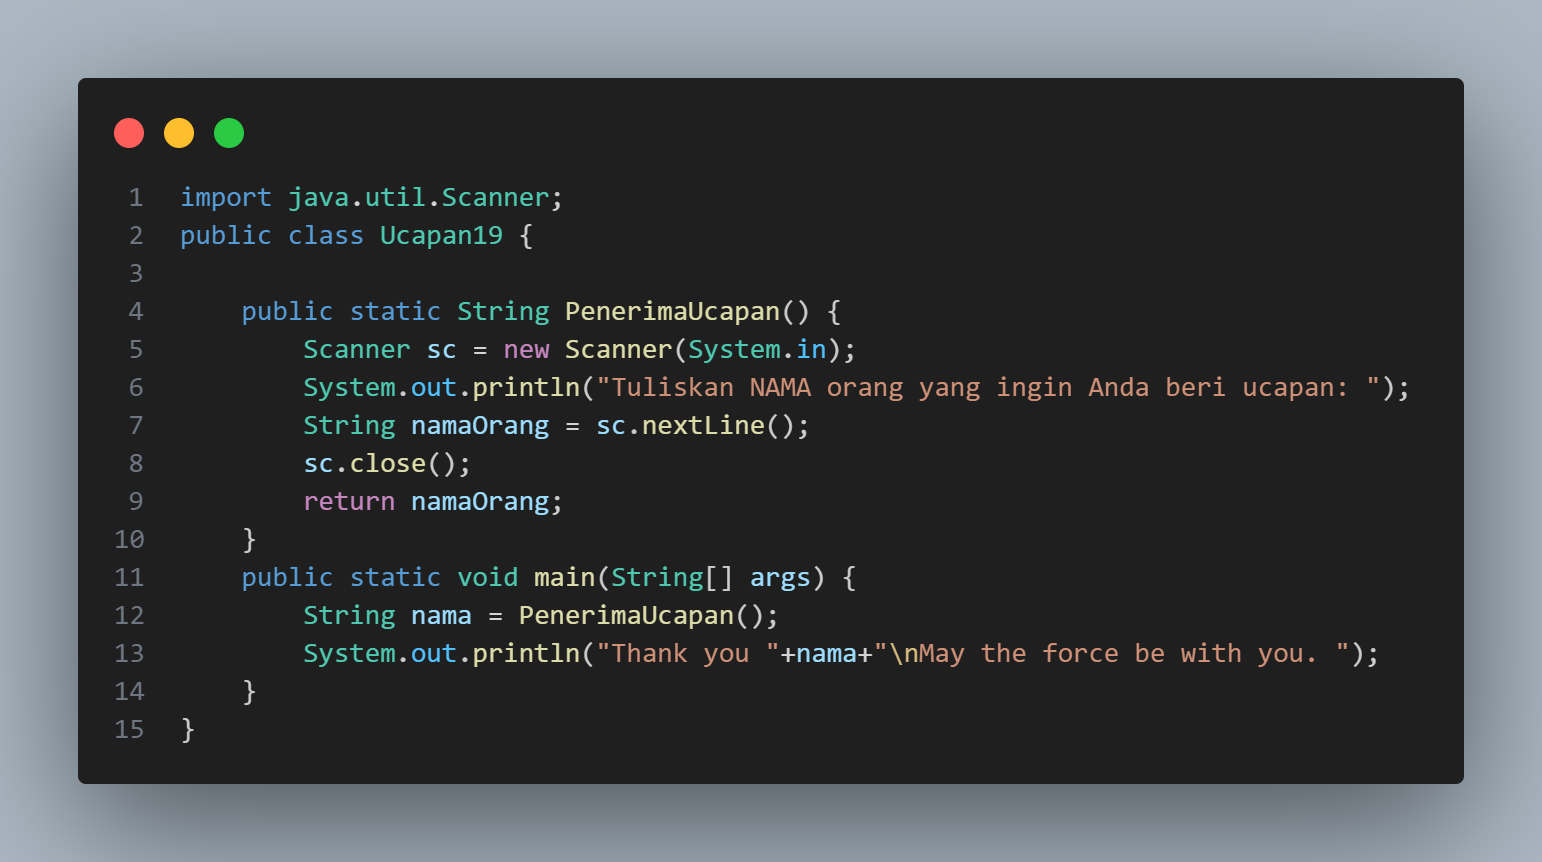 1 import java.util.Scanner;
2 public class Ucapan19 {
3
4     public static String PenerimaUcapan() {
5         Scanner sc = new Scanner(System.in);
6         System.out.println("Tuliskan NAMA orang yang ingin Anda beri ucapan: ");
7         String namaOrang = sc.nextLine();
8         sc.close();
9         return namaOrang;
10     }
11     public static void main(String[] args) {
12         String nama = PenerimaUcapan();
13         System.out.println("Thank you "+nama+"\nMay the force be with you. ");
14     }
15 }